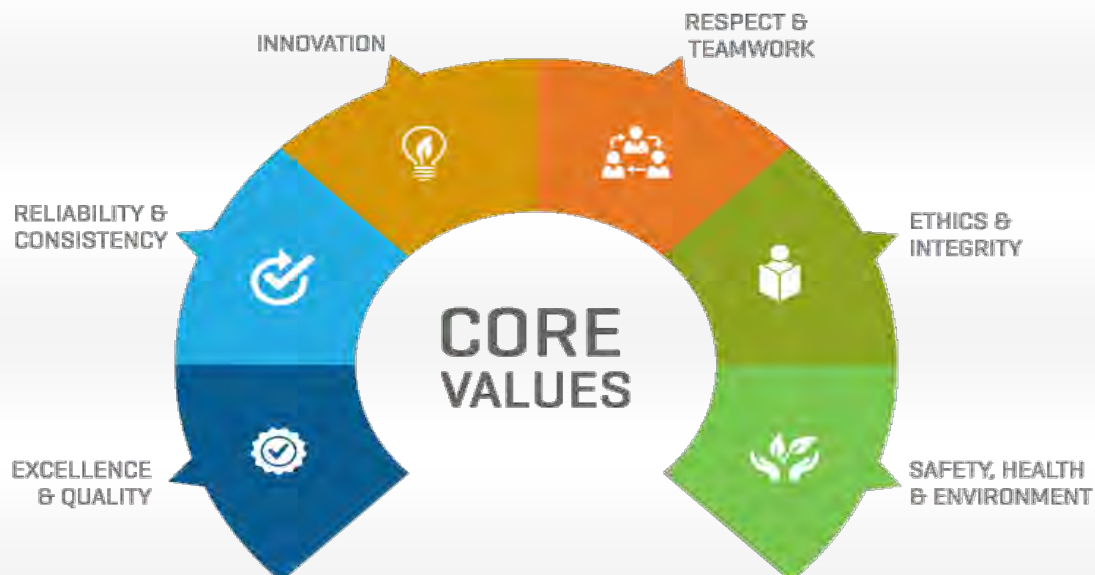 INNOVATION
RESPECT &
TEAMWORK
RELIABILITY &
CONSISTENCY
ETHICS &
INTEGRITY
CORE
VALUES
EXCELLENCE
& QUALITY
SAFETY, HEALTH
& ENVIRONMENT